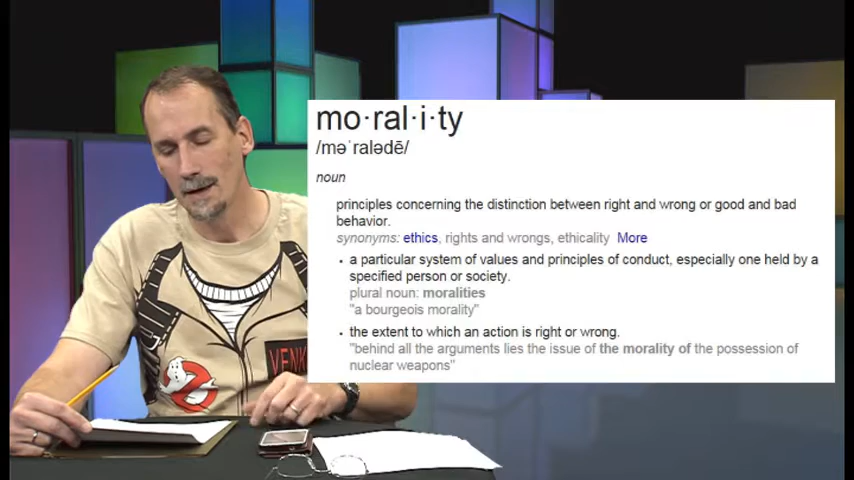 mo·ral·i·ty
/məˈralədē/
noun
principles concerning the distinction between right and wrong or good and bad
behavior.
synonyms: ethics, rights and wrongs, ethicality More
• a particular system of values and principles of conduct, especially one held by a
specified person or society.
plural noun: moralities
"a bourgeois morality"
• the extent to which an action is right or wrong.
"behind all the arguments lies the issue of the morality of the possession of
nuclear weapons"
VENK